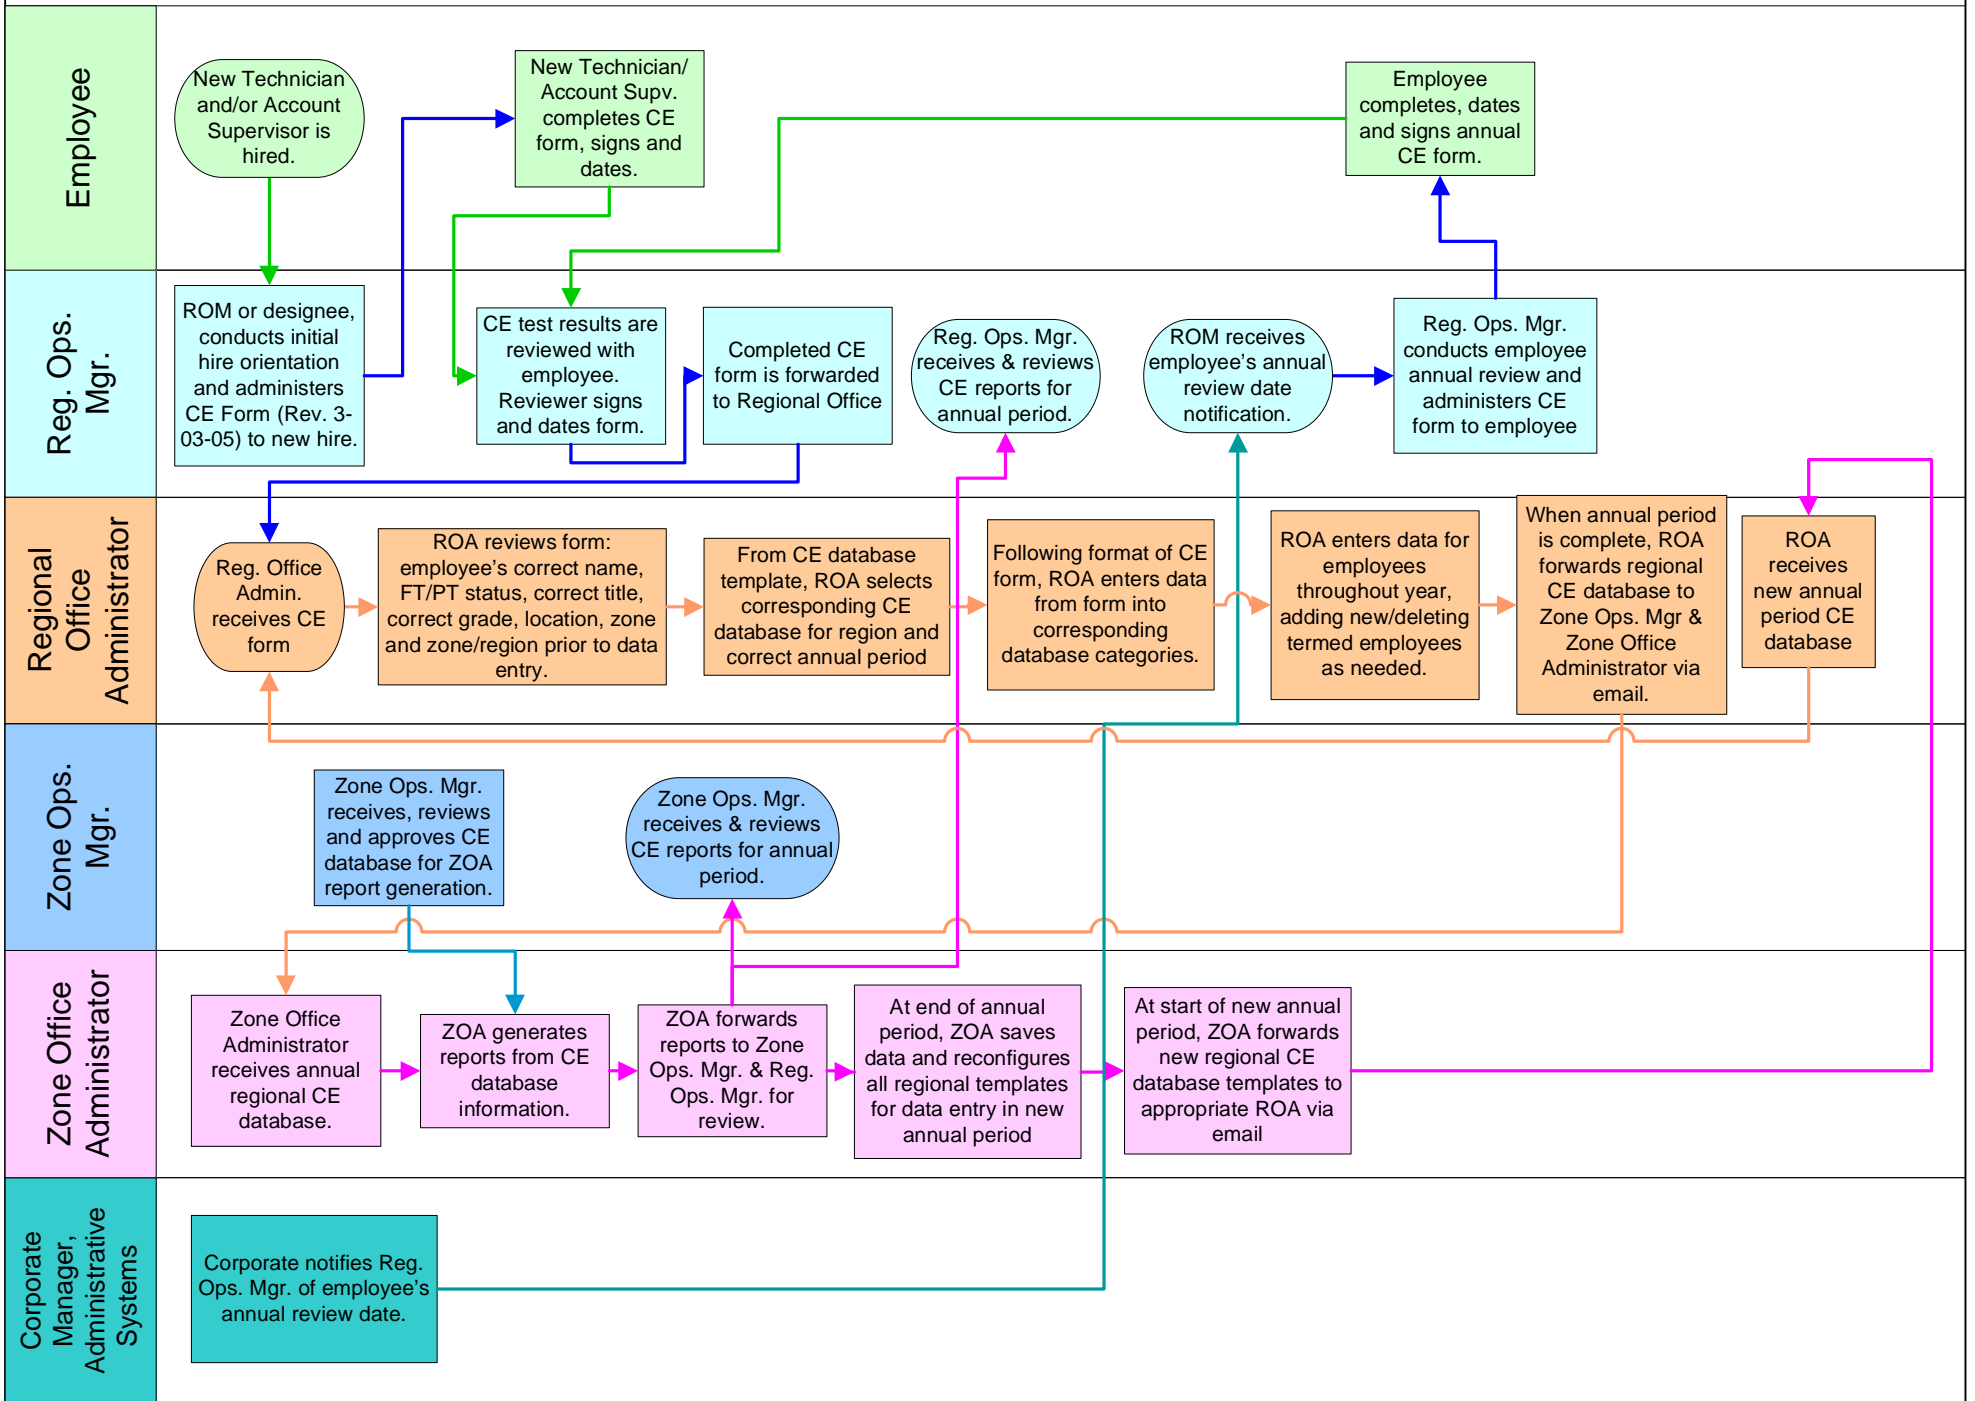 Employee
New Technician
and/or Account
Supervisor is
hired.
New Technician/
Account Supv.
completes CE
form, signs and
dates.
Employee
completes, dates
and signs annual
CE form.
Reg. Ops.
Mgr.
ROM or designee,
conducts initial
hire orientation
and administers
CE Form (Rev. 3-
03-05) to new hire.
CE test results are
reviewed with
employee.
Reviewer signs
and dates form.
Completed CE
form is forwarded
to Regional Office
Reg. Ops. Mgr.
receives & reviews
CE reports for
annual period.
ROM receives
employee’s annual
review date
notification.
Reg. Ops. Mgr.
conducts employee
annual review and
administers CE
form to employee
Regional
Office
Administrator
Reg. Office
Admin.
receives CE
form
ROA reviews form:
employee’s correct name,
FT/PT status, correct title,
correct grade, location, zone
and zone/region prior to data
entry.
From CE database
template, ROA selects
corresponding CE
database for region and
correct annual period
Following format of CE
form, ROA enters data
from form into
corresponding
database categories.
ROA enters data for
employees
throughout year,
adding new/deleting
termed employees
as needed.
When annual period
is complete, ROA
forwards regional
CE database to
Zone Ops. Mgr &
Zone Office
Administrator via
email.
ROA
receives
new annual
period CE
database
Zone Ops.
Mgr.
Zone Ops. Mgr.
receives, reviews
and approves CE
database for ZOA
report generation.
Zone Ops. Mgr.
receives & reviews
CE reports for annual
period.
Zone Office
Administrator
Zone Office
Administrator
receives annual
regional CE
database.
ZOA generates
reports from CE
database
information.
ZOA forwards
reports to Zone
Ops. Mgr. & Reg.
Ops. Mgr. for
review.
At end of annual
period, ZOA saves
data and reconfigures
all regional templates
for data entry in new
annual period
At start of new annual
period, ZOA forwards
new regional CE
database templates to
appropriate ROA via
email
Corporate
Manager,
Administrative
Systems
Corporate notifies Reg.
Ops. Mgr. of employee’s
annual review date.